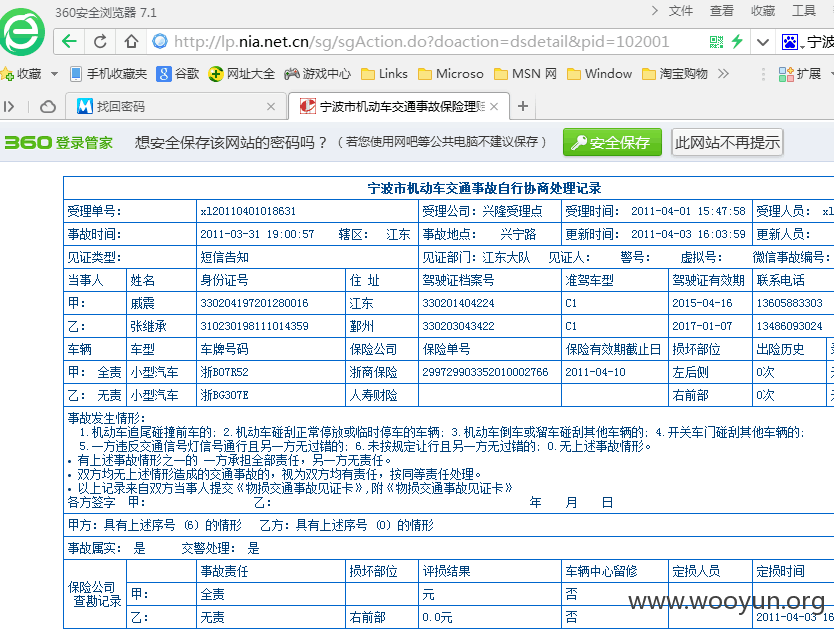 360安全浏览器 7.1
文件 查看 收藏 工具
http://lp.nia.net.cn/sg/sgAction.do?doaction=dsdetail&pid=102001
宁波
收藏 手机收藏夹 谷歌 网址大全 游戏中心 Links Microso MSN 网 Window 淘宝购物 扩展
找回密码 宁波市机动车交通事故保险理赔
360 登录管家 想安全保存该网站的密码吗？（若您使用网吧等公共电脑不建议保存） 安全保存 此网站不再提示
宁波市机动车交通事故自行协商处理记录
受理单号: xl20110401018631 受理公司: 兴隆受理点 受理时间: 2011-04-01 15:47:58 受理人员: xl
事故时间: 2011-03-31 19:00:57 辖区: 江东 事故地点: 兴宁路 更新时间: 2011-04-03 16:03:59 更新人员:
见证类型: 短信告知 见证部门: 江东大队 见证人: 警号: 虚拟号: 微信事故编号:
当事人 姓名 身份证号 住 址 驾驶证档案号 准驾车型 驾驶证有效期 联系电话
甲: 戚震 330204197201280016 江东 330201404224 C1 2015-04-16 13605883303
乙: 张继承 310230198111014359 鄞州 330203043422 C1 2017-01-07 13486093024
车辆 车型 车牌号码 保险公司 保险单号 保险有效期截止日 损坏部位 出险历史
甲: 全责 小型汽车 浙B07R52 浙商保险 299729903352010002766 2011-04-10 左后侧 0次
乙: 无责 小型汽车 浙BG307E 人寿财险 右前部 0次
事故发生情形:
1.机动车追尾碰撞前车的; 2.机动车碰刮正常停放或临时停车的车辆; 3.机动车倒车或溜车碰刮其他车辆的; 4.开关车门碰刮其他车辆的;
5.一方违反交通信号灯信号通行且另一方无过错的; 6.未按规定让行且另一方无过错的; 0.无上述事故情形。
• 有上述事故情形之一的 一方承担全部责任，另一方无责任。
• 双方均无上述情形造成的交通事故的，视为双方均有责任，按同等责任处理。
• 以上记录来自双方当事人提交《物损交通事故见证卡》,附《物损交通事故见证卡》
各方签字 甲: 乙: 年 月 日
甲方: 具有上述序号 (6) 的情形 乙方: 具有上述序号 (0) 的情形
事故属实: 是 交警处理: 是
保险公司查勘记录 事故责任 损坏部位 评损结果 车辆中心留修 定损人员 定损时间
甲: 全责 元 否
乙: 无责 右前部 0.0元 否 2011-04-03 16
www.wooyun.org